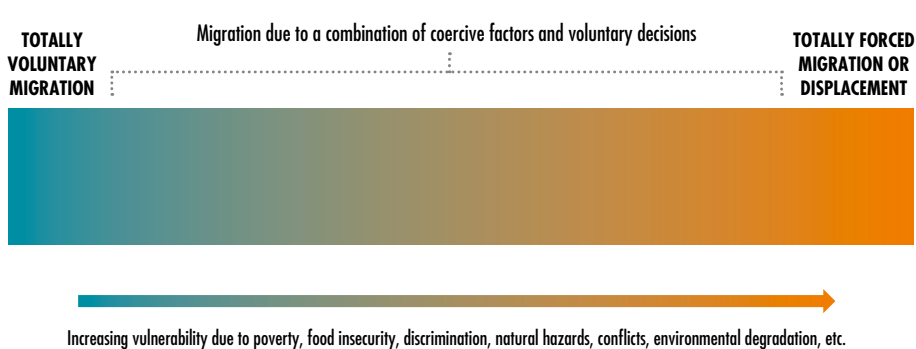 TOTALLY
VOLUNTARY
MIGRATION
Migration due to a combination of coercive factors and voluntary decisions
TOTALLY FORCED
MIGRATION OR
DISPLACEMENT
Increasing vulnerability due to poverty, food insecurity, discrimination, natural hazards, conflicts, environmental degradation, etc.